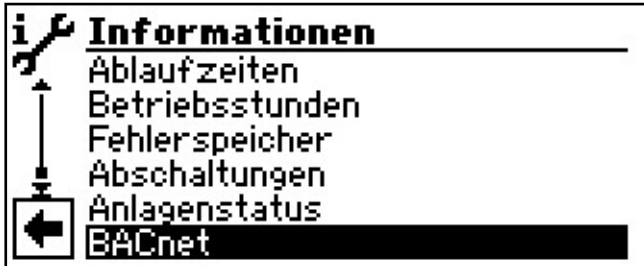 i Informationen
Ablaufzeiten
Betriebsstunden
Fehlerspeicher
Abschaltungen
Anlagenstatus
BACnet